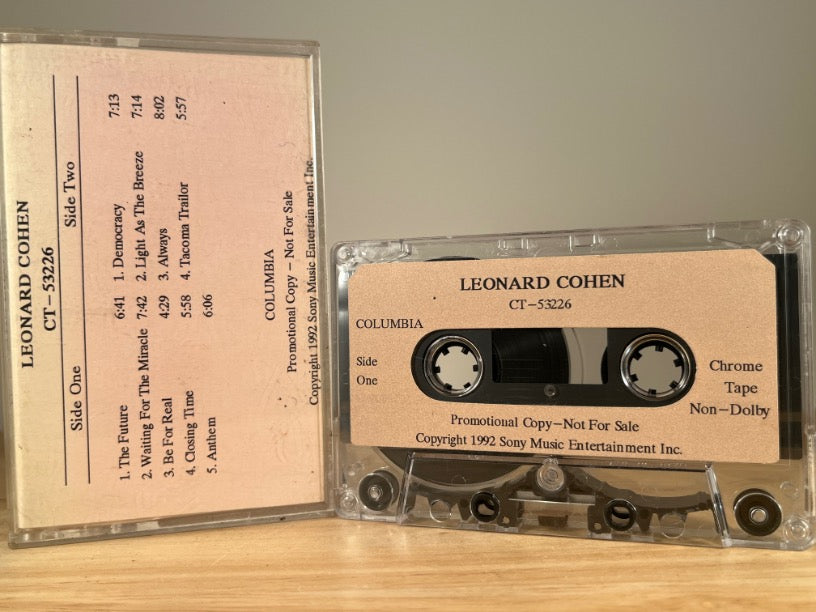 LEONARD COHEN
CT-53226
Side One
1. The Future 6:41
2. Waiting For The Miracle 7:42
3. Be For Real 4:29
4. Closing Time 5:58
5. Anthem 6:06
Side Two
1. Democracy 7:13
2. Light As The Breeze 7:14
3. Always 8:02
4. Tacoma Trailor 5:57
COLUMBIA
Promotional Copy - Not For Sale
Copyright 1992 Sony Music Entertainment Inc.
LEONARD COHEN
CT-53226
COLUMBIA
Side
One
Chrome
Tape
Non-Dolby
Promotional Copy-Not For Sale
Copyright 1992 Sony Music Entertainment Inc.